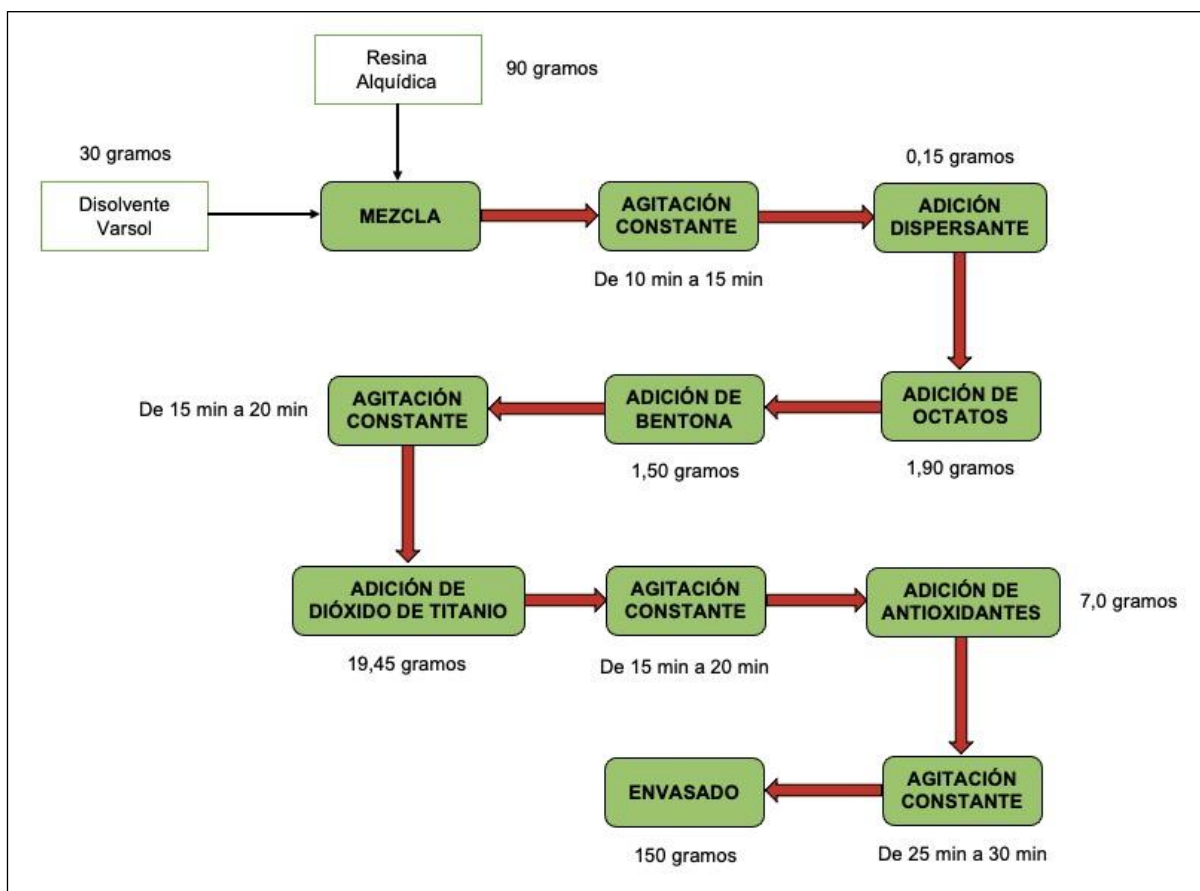 Resina
Alquídica
90 gramos
30 gramos
Disolvente
Varsol
MEZCLA
AGITACIÓN
CONSTANTE
De 10 min a 15 min
0,15 gramos
ADICIÓN
DISPERSANTE
ADICIÓN DE
OCTATOS
1,90 gramos
ADICIÓN DE
BENTONA
1,50 gramos
AGITACIÓN
CONSTANTE
De 15 min a 20 min
ADICIÓN DE
DIÓXIDO DE TITANIO
19,45 gramos
AGITACIÓN
CONSTANTE
De 15 min a 20 min
ADICIÓN DE
ANTIOXIDANTES
7,0 gramos
AGITACIÓN
CONSTANTE
De 25 min a 30 min
ENVASADO
150 gramos